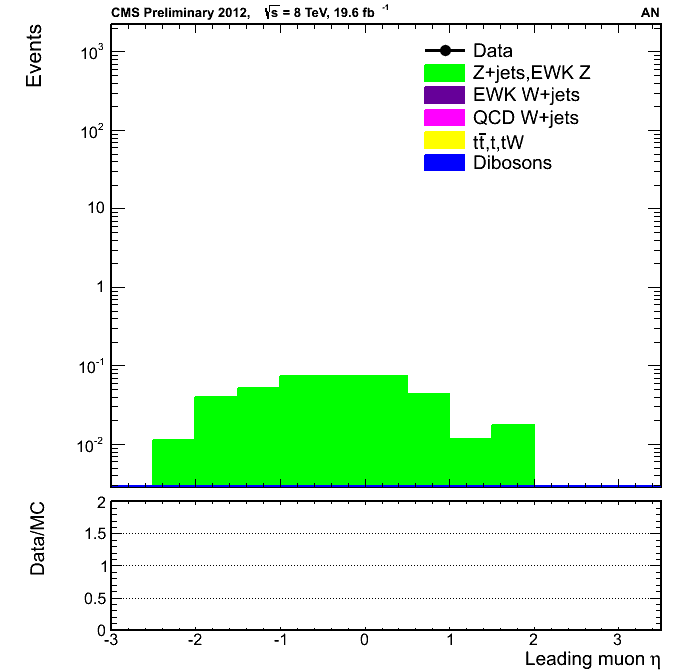 CMS Preliminary 2012, √s = 8 TeV, 19.6 fb⁻¹ AN
Events
10³
10²
10
1
10⁻¹
10⁻²
Data
Z+jets,EWK Z
EWK W+jets
QCD W+jets
tt̅,t,tW
Dibosons
Data/MC
2
1.5
1
0.5
0
-3 -2 -1 0 1 2 3
Leading muon η